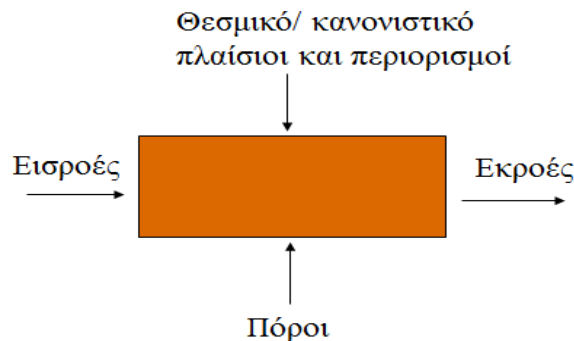 Θεσμικό/ κανονιστικό
πλαίσιοι και περιορισμοί
Εισροές
Εκροές
Πόροι